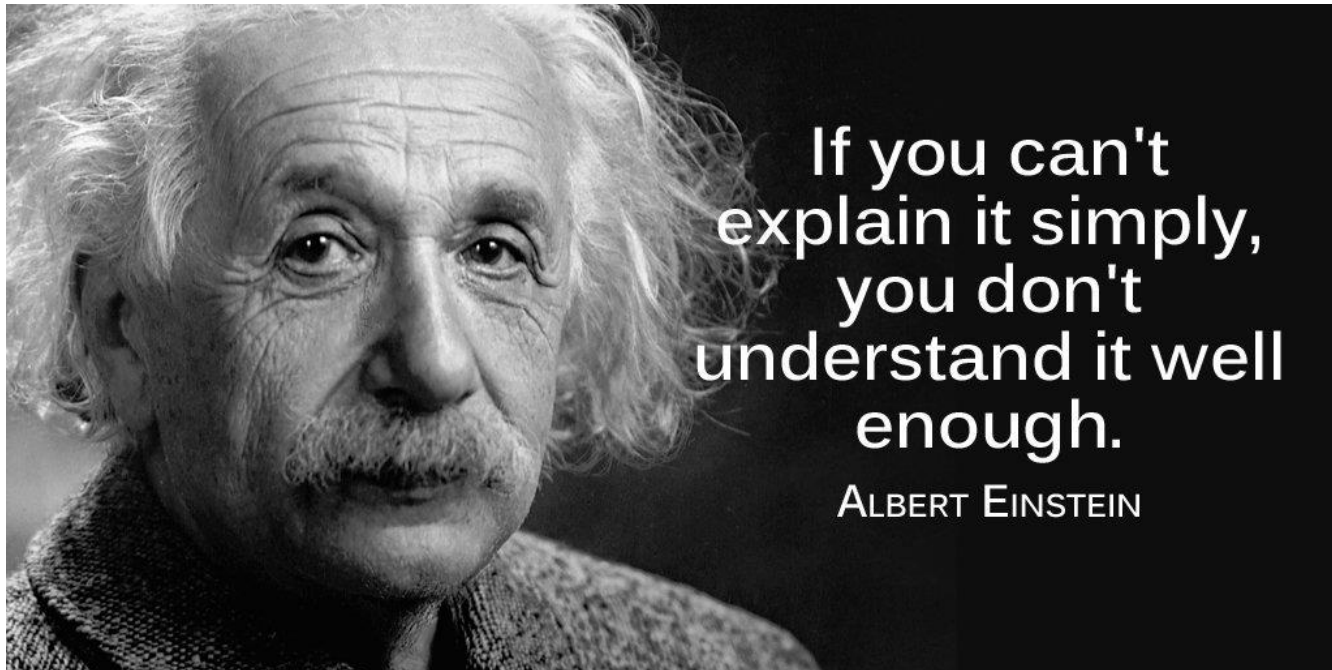 If you can't
explain it simply,
you don't
understand it well
enough.
ALBERT EINSTEIN